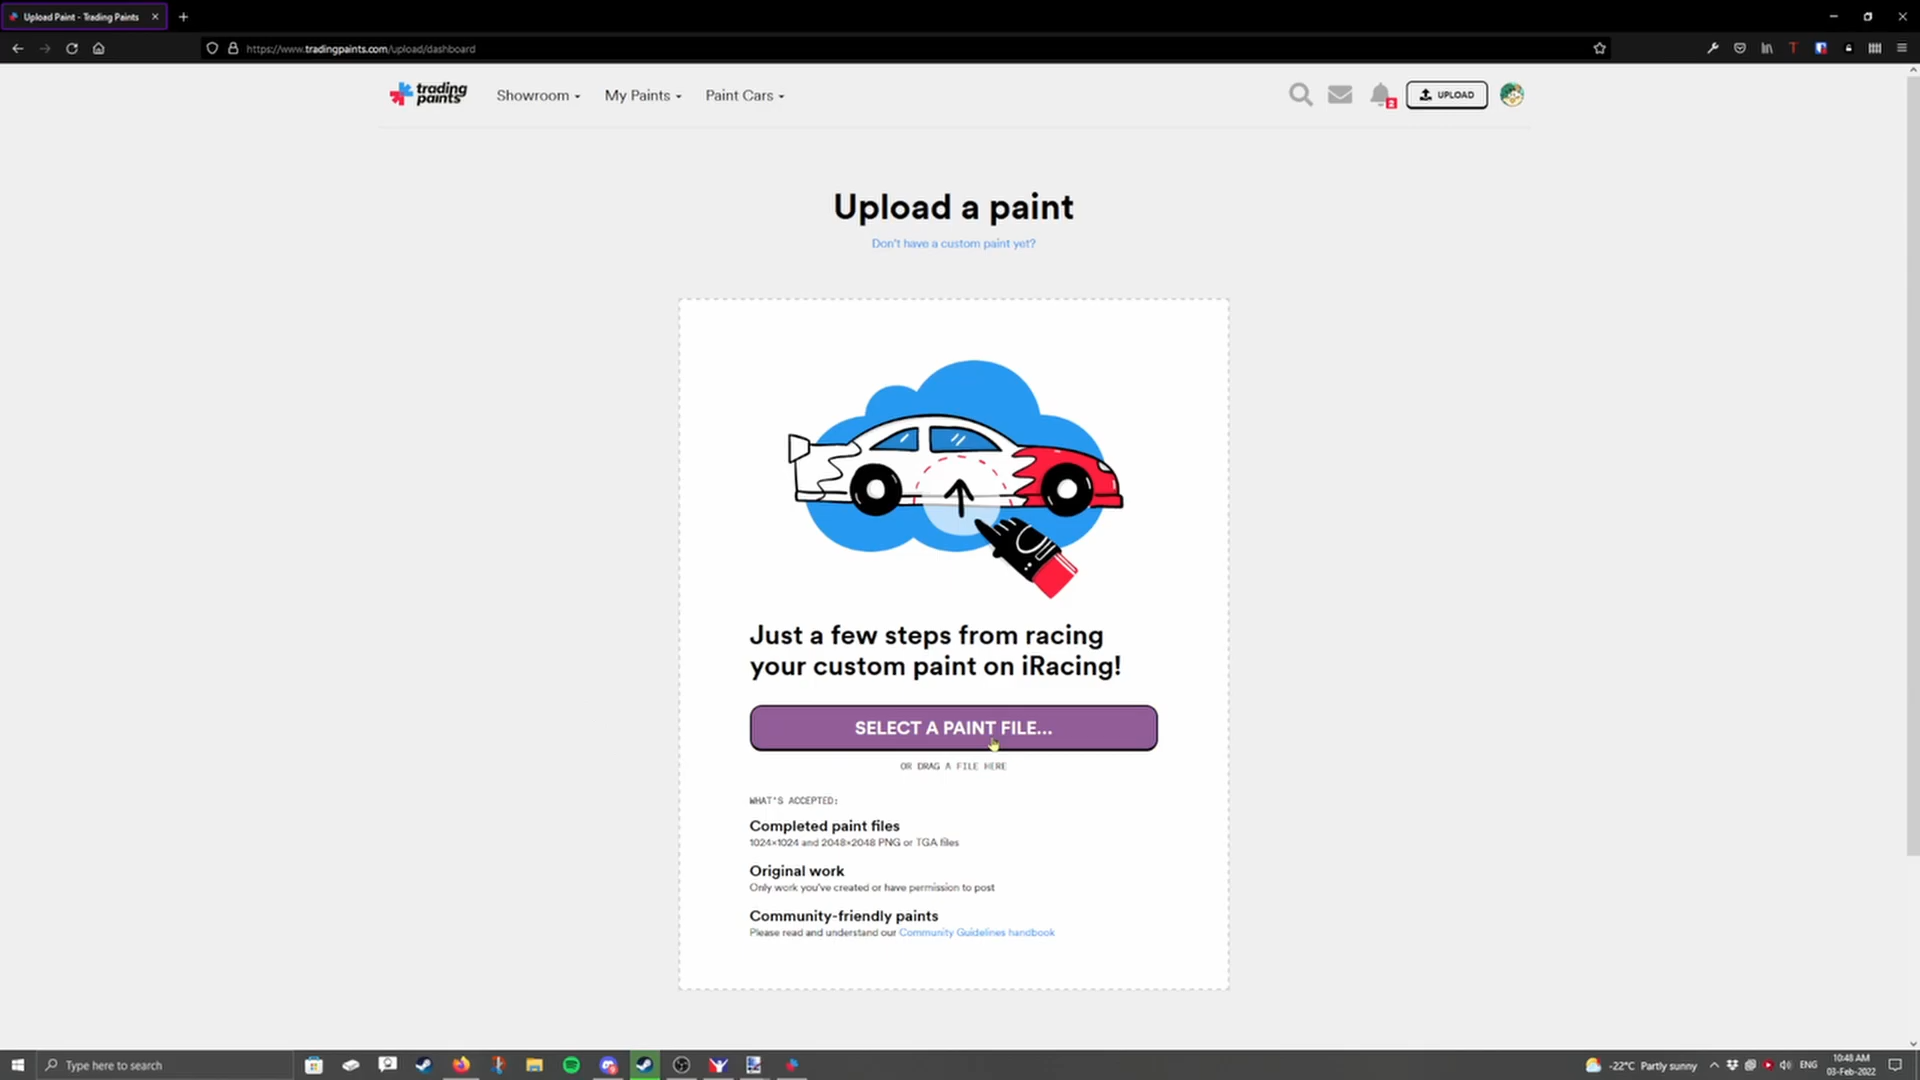 Upload Paint - Trading Paints
https://www.tradingpaints.com/upload/dashboard
trading paints
Showroom
My Paints
Paint Cars
2
UPLOAD
Upload a paint
Don't have a custom paint yet?
Just a few steps from racing
your custom paint on iRacing!
SELECT A PAINT FILE...
OR DRAG A FILE HERE
WHAT'S ACCEPTED:
Completed paint files
1024×1024 and 2048×2048 PNG or TGA files
Original work
Only work you've created or have permission to post
Community-friendly paints
Please read and understand our Community Guidelines handbook
Type here to search
-22°C Partly sunny
ENG
10:48 AM
03-Feb-2022